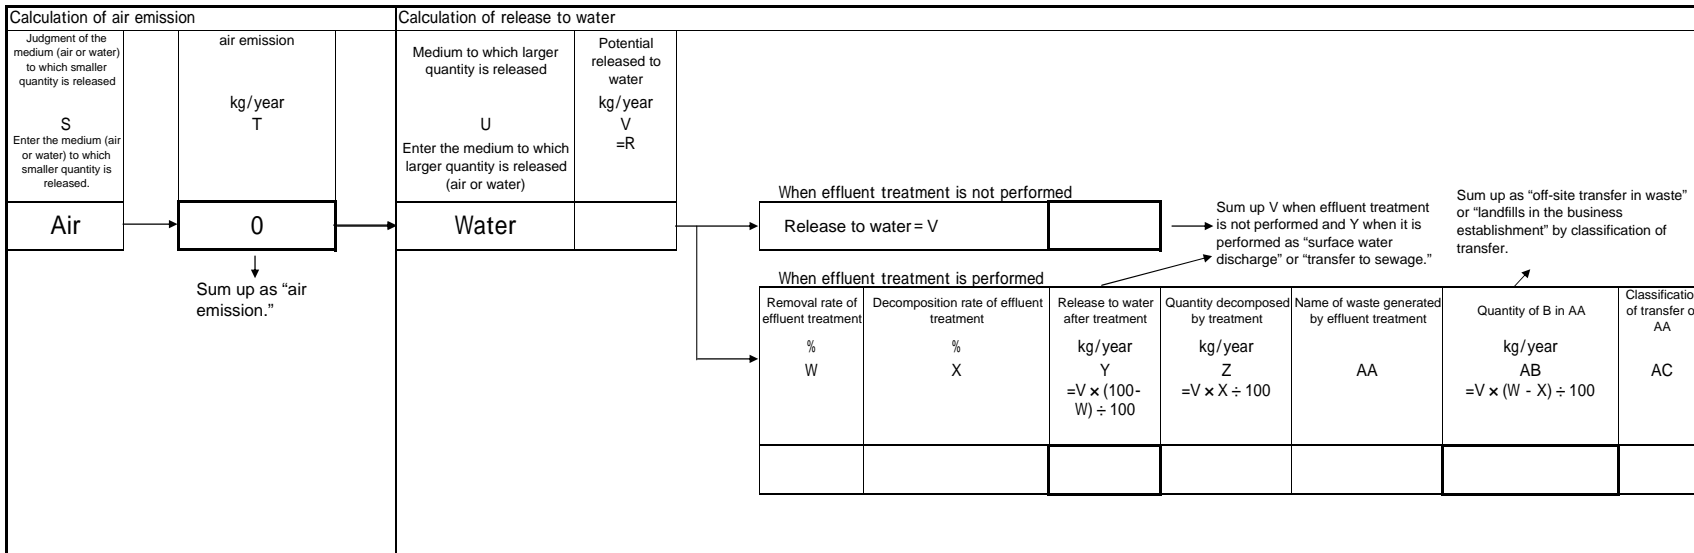 Calculation of air emission
Calculation of release to water
Judgment of the
medium (air or water)
to which smaller
quantity is released
S
Enter the medium (air
or water) to which
smaller quantity is
released.
air emission
kg/year
T
Medium to which larger
quantity is released
U
Enter the medium to which
larger quantity is released
(air or water)
Potential
released to
water
kg/year
V
=R
Air
0
Water
Sum up as “air
emission.”
When effluent treatment is not performed
Release to water = V
Sum up V when effluent treatment
is not performed and Y when it is
performed as “surface water
discharge” or “transfer to sewage.”
Sum up as “off-site transfer in waste”
or “landfills in the business
establishment” by classification of
transfer.
When effluent treatment is performed
Removal rate of
effluent treatment
%
W
Decomposition rate of effluent
treatment
%
X
Release to water
after treatment
kg/year
Y
=V × (100-
W) ÷ 100
Quantity decomposed
by treatment
kg/year
Z
=V × X ÷ 100
Name of waste generated
by effluent treatment
AA
Quantity of B in AA
kg/year
AB
=V × (W - X) ÷ 100
Classificatio
of transfer o
AA
AC